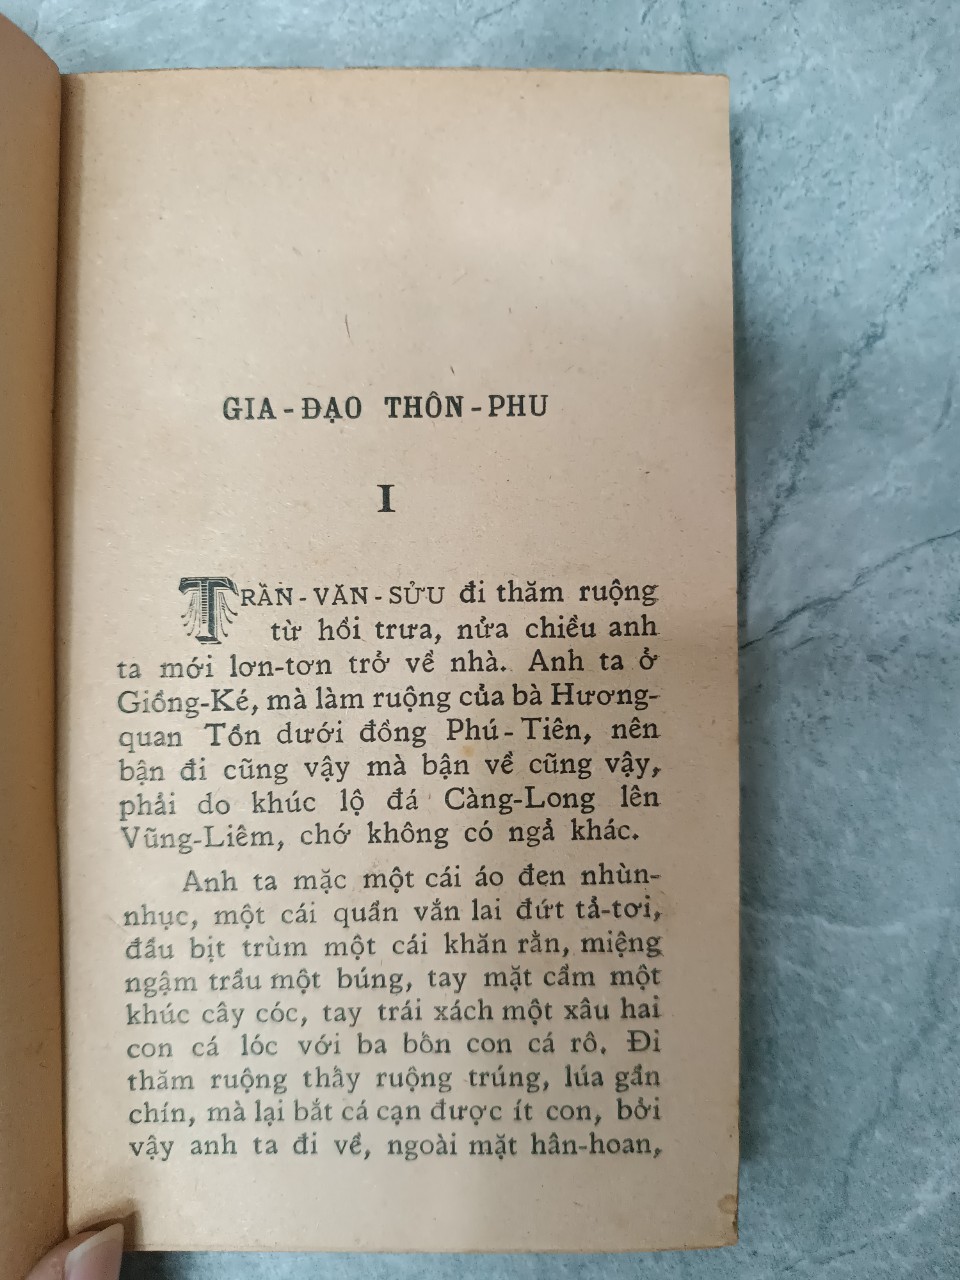 GIA-ĐẠO THÔN-PHU
I
TRẦN-VĂN-SỬU đi thăm ruộng
từ hồi trưa, nửa chiều anh
ta mới lơn-tơn trở về nhà. Anh ta ở
Giồng-Ké, mà làm ruộng của bà Hương-
quan Tồn dưới đồng Phú-Tiên, nên
bận đi cũng vậy mà bận về cũng vậy,
phải do khúc lộ đá Càng-Long lên
Vũng-Liêm, chớ không có ngả khác.
Anh ta mặc một cái áo đen nhùn-
nhục, một cái quần vắn lai đứt tả-tơi,
đầu bịt trùm một cái khăn rằn, miệng
ngậm trầu một búng, tay mặt cầm một
khúc cây cóc, tay trái xách một xâu hai
con cá lóc với ba bốn con cá rô. Đi
thăm ruộng thấy ruộng trúng, lúa gần
chín, mà lại bắt cá cạn được ít con, bởi
vậy anh ta đi về, ngoài mặt hân-hoan,